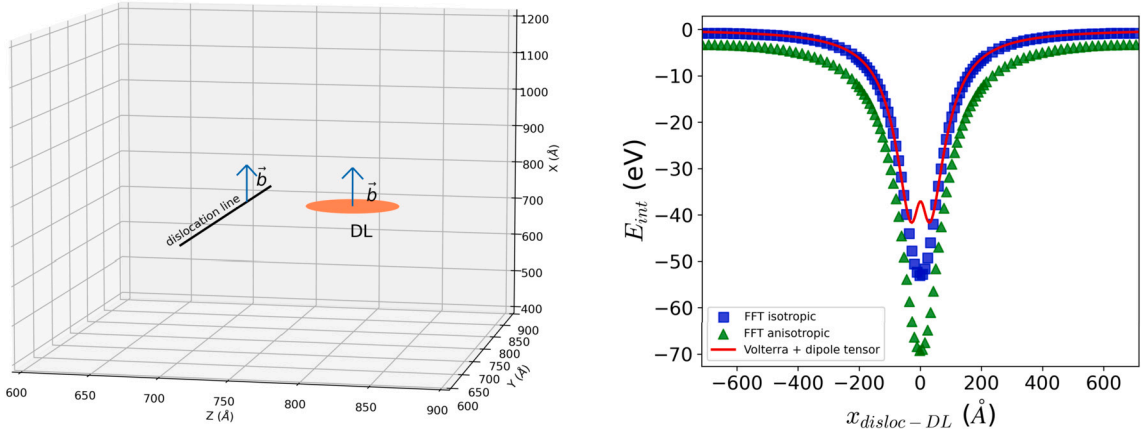 1200
1100
1000
900
800
700
600
500
400
X (Å)
900
850
800
750
700
650
600
Y (Å)
600
650
700
750
800
850
900
Z (Å)
dislocation line
b⃗
b⃗
DL
0
−10
−20
−30
−40
−50
−60
−70
E_int (eV)
FFT isotropic
FFT anisotropic
Volterra + dipole tensor
−600 −400 −200 0 200 400 600
x_disloc−DL (Å)